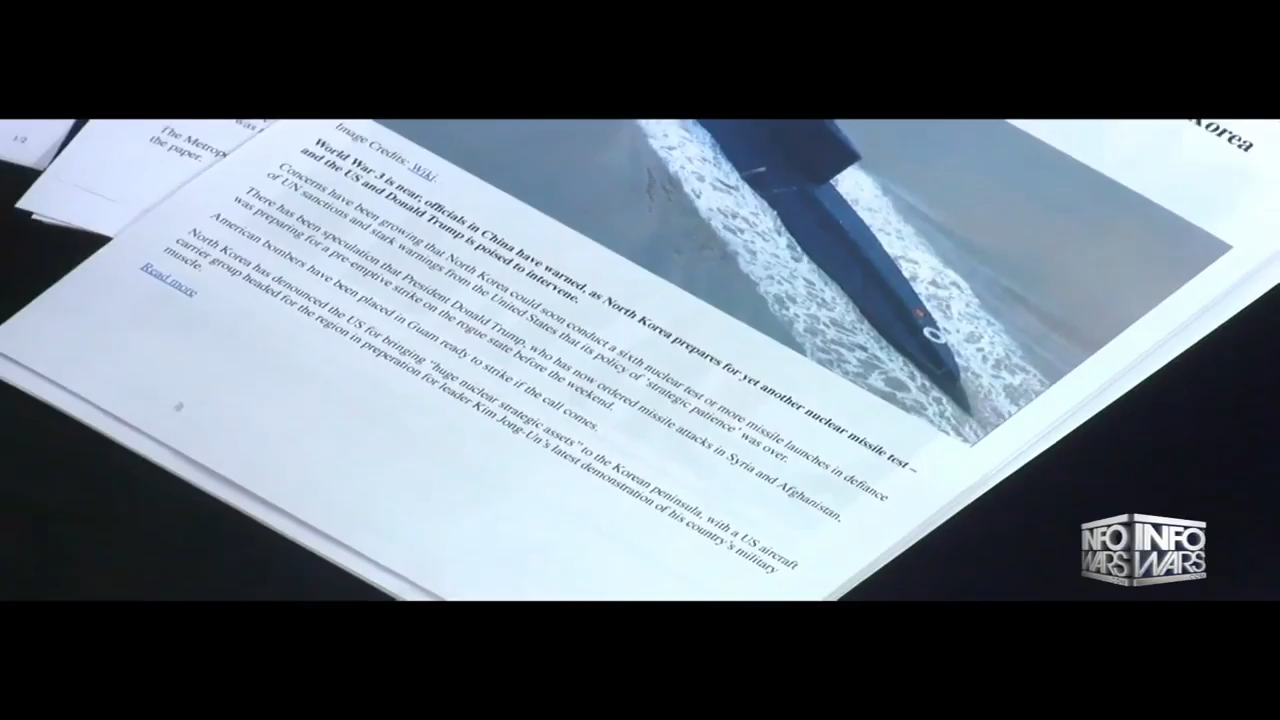 Korea
1/2
was
The Metrop
the paper.
Image Credits: Wiki.
World War 3 is near, officials in China have warned, as North Korea prepares for yet another nuclear missile test –
and the US and Donald Trump is poised to intervene.
Concerns have been growing that North Korea could soon conduct a sixth nuclear test or more missile launches in defiance
of UN sanctions and stark warnings from the United States that its policy of 'strategic patience' was over.
There has been speculation that President Donald Trump, who has now ordered missile attacks in Syria and Afghanistan,
was preparing for a pre-emptive strike on the rogue state before the weekend.
American bombers have been placed in Guam ready to strike if the call comes.
North Korea has denounced the US for bringing "huge nuclear strategic assets" to the Korean peninsula, with a US aircraft
carrier group headed for the region in preperation for leader Kim Jong-Un's latest demonstration of his country's military
muscle.
Read more
INFO INFO
WARS WARS